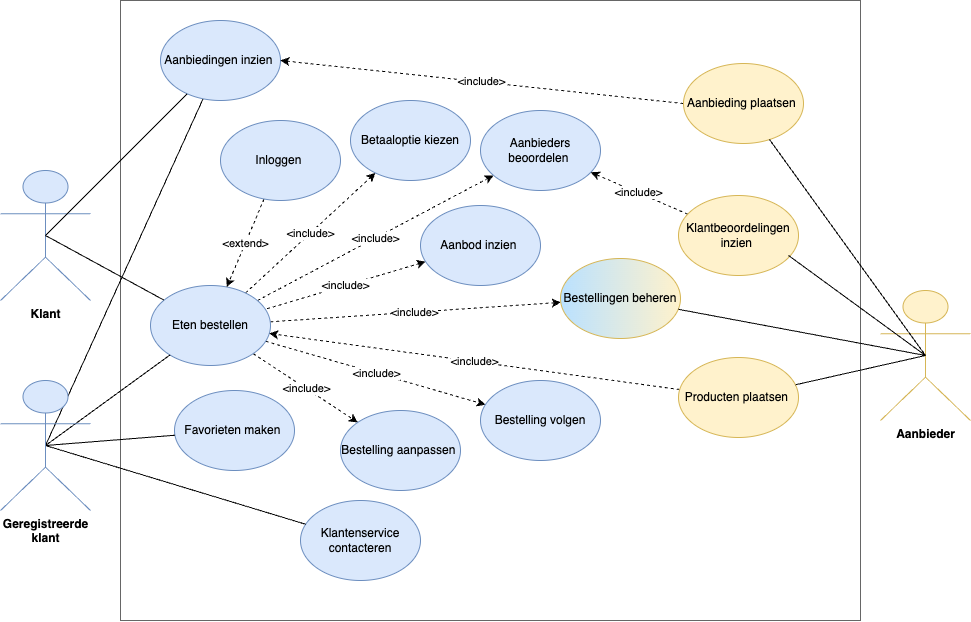 Aanbiedingen inzien
<include>
Aanbieding plaatsen
Betaaloptie kiezen
Aanbieders
beoordelen
Inloggen
<include>
Klantbeoordelingen
inzien
<extend>
<include>
<include>
Aanbod inzien
<include>
Bestellingen beheren
Klant
Eten bestellen
<include>
<include>
<include>
<include>
Producten plaatsen
Favorieten maken
Bestelling aanpassen
Bestelling volgen
Aanbieder
Geregistreerde
klant
Klantenservice
contacteren